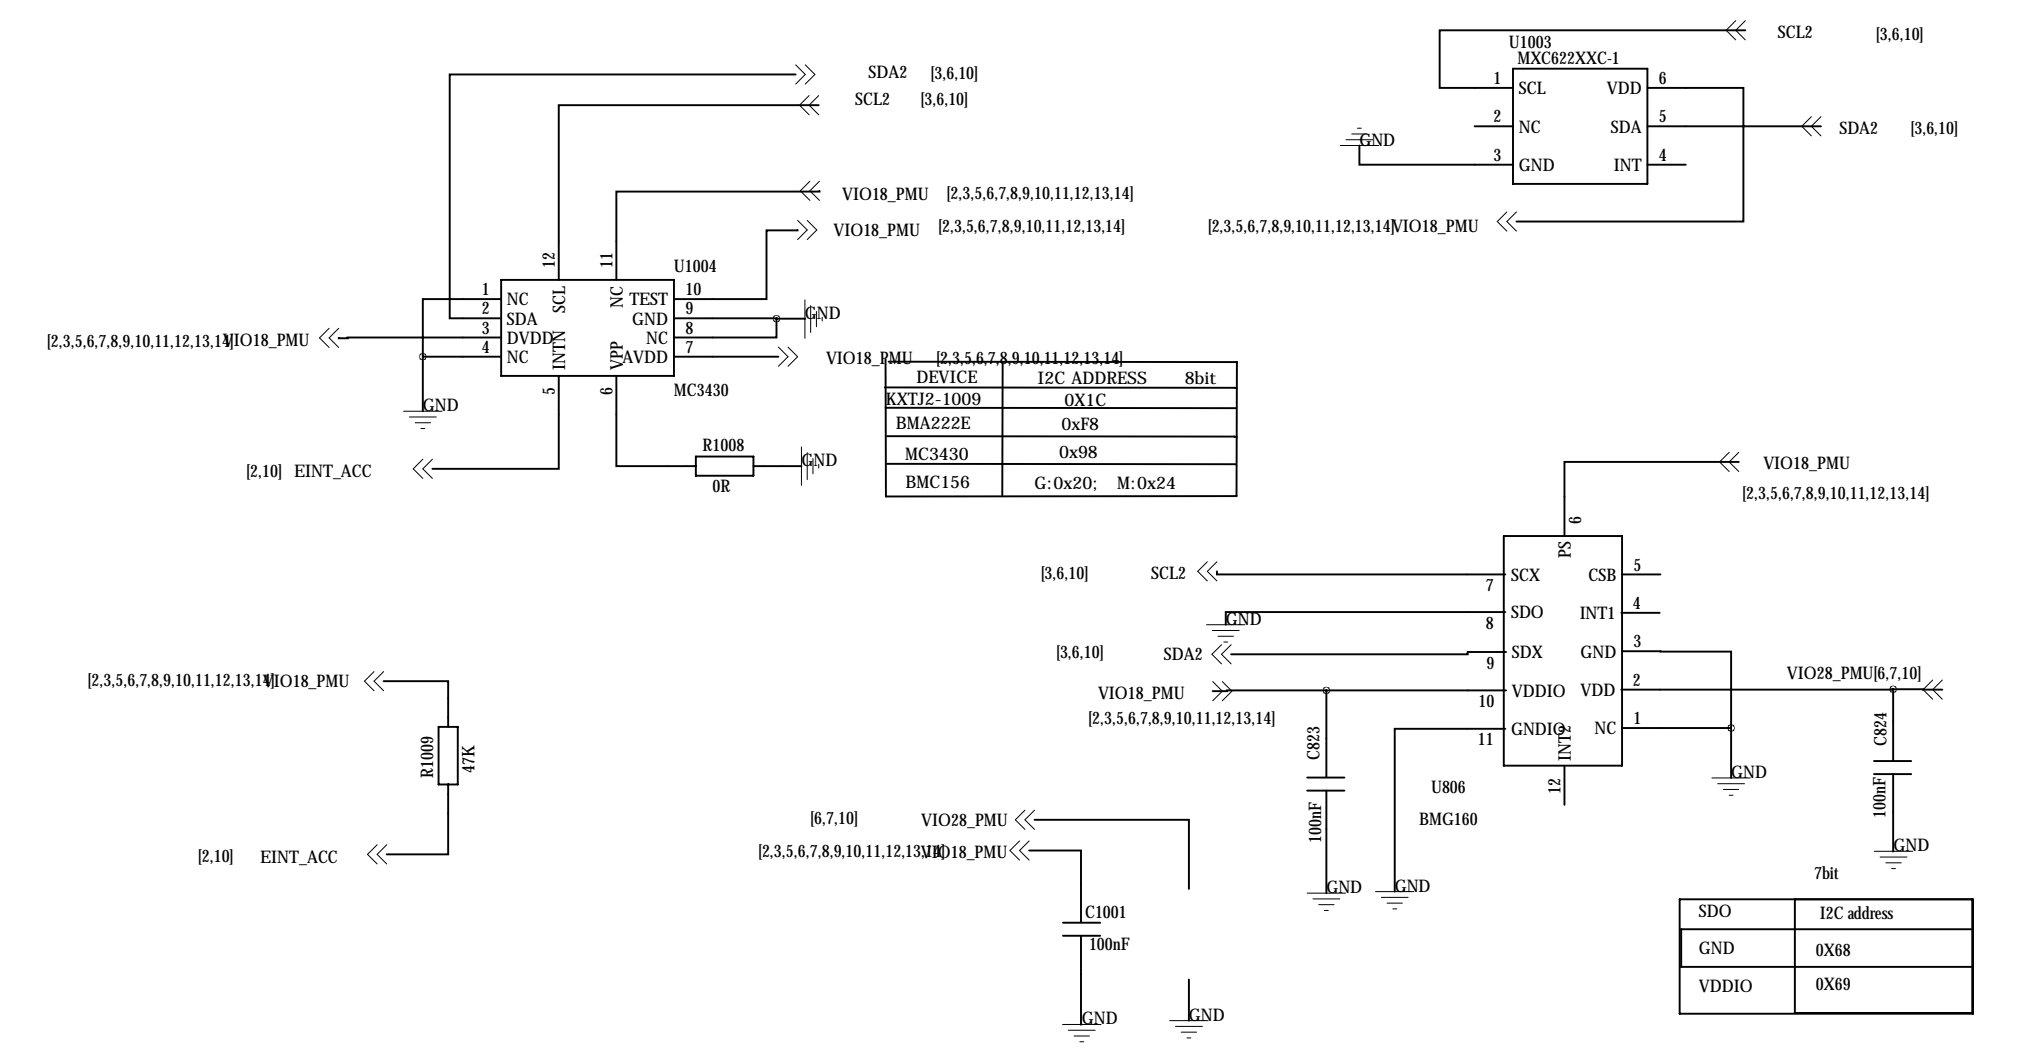 SDA2 [3,6,10]
SCL2 [3,6,10]
VIO18_PMU [2,3,5,6,7,8,9,10,11,12,13,14]
VIO18_PMU [2,3,5,6,7,8,9,10,11,12,13,14]
12
11
U1004
1 NC SCL NC TEST 10
2 SDA GND 9
GND
[2,3,5,6,7,8,9,10,11,12,13,14]VIO18_PMU
3 DVDD NC 8
4 NC INTN VPP AVDD 7
VIO18_PMU [2,3,5,6,7,8,9,10,11,12,13,14]
5
6
MC3430
GND
R1008
0R
GND
[2,10] EINT_ACC
DEVICE I2C ADDRESS 8bit
KXTJ2-1009 0X1C
BMA222E 0xF8
MC3430 0x98
BMC156 G:0x20; M:0x24
SCL2 [3,6,10]
U1003
MXC622XXC-1
1 SCL VDD 6
2 NC SDA 5
SDA2 [3,6,10]
GND
3 GND INT 4
[2,3,5,6,7,8,9,10,11,12,13,14]VIO18_PMU
VIO18_PMU
[2,3,5,6,7,8,9,10,11,12,13,14]
6
PS
[3,6,10] SCL2
7 SCX CSB 5
GND
8 SDO INT1 4
[3,6,10] SDA2
9 SDX GND 3
VIO18_PMU
[2,3,5,6,7,8,9,10,11,12,13,14]
10 VDDIO VDD 2
VIO28_PMU[6,7,10]
11 GNDIO INT2 NC 1
12
C823
100nF
GND
GND
U806
BMG160
GND
C824
100nF
GND
[2,3,5,6,7,8,9,10,11,12,13,14]VIO18_PMU
R1009
47K
[2,10] EINT_ACC
[6,7,10] VIO28_PMU
[2,3,5,6,7,8,9,10,11,12,13,14]VIO18_PMU
C1001
100nF
GND
GND
7bit
SDO I2C address
GND 0X68
VDDIO 0X69